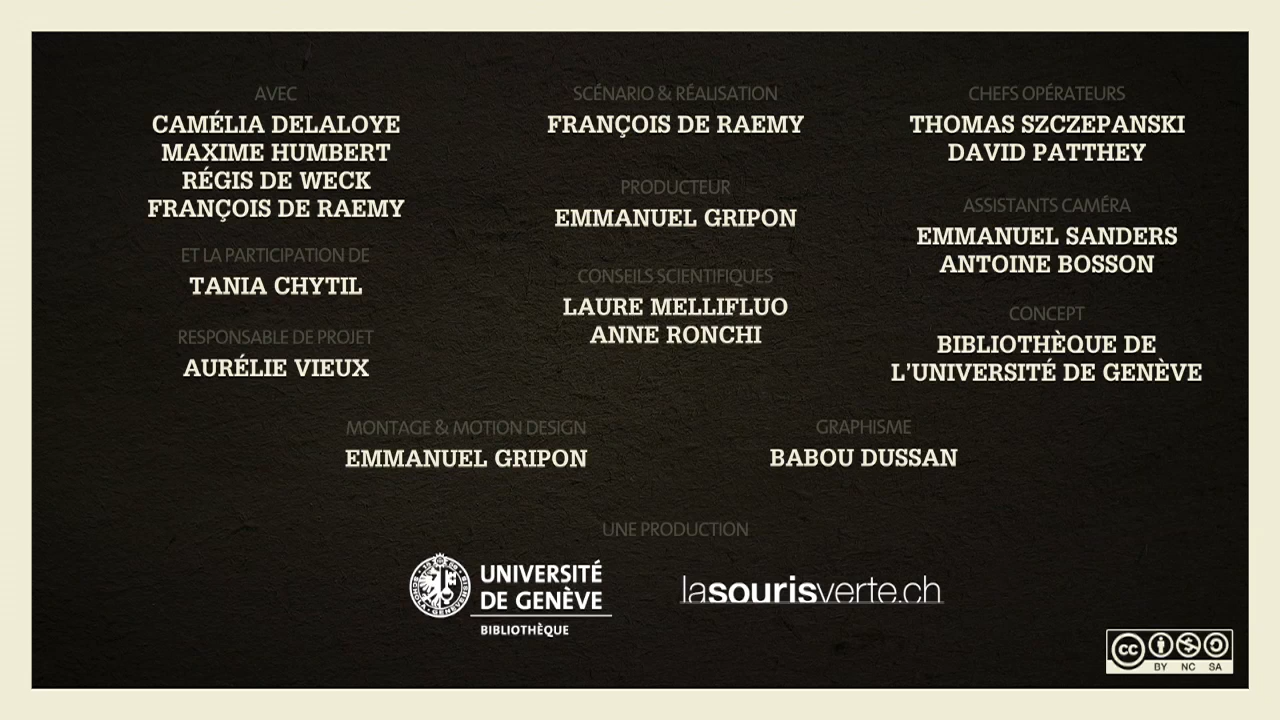 AVEC
CAMÉLIA DELALOYE
MAXIME HUMBERT
RÉGIS DE WECK
FRANÇOIS DE RAEMY
ET LA PARTICIPATION DE
TANIA CHYTIL
RESPONSABLE DE PROJET
AURÉLIE VIEUX
SCÉNARIO & RÉALISATION
FRANÇOIS DE RAEMY
PRODUCTEUR
EMMANUEL GRIPON
CONSEILS SCIENTIFIQUES
LAURE MELLIFLUO
ANNE RONCHI
CHEFS OPÉRATEURS
THOMAS SZCZEPANSKI
DAVID PATTHEY
ASSISTANTS CAMÉRA
EMMANUEL SANDERS
ANTOINE BOSSON
CONCEPT
BIBLIOTHÈQUE DE
L'UNIVERSITÉ DE GENÈVE
MONTAGE & MOTION DESIGN
EMMANUEL GRIPON
GRAPHISME
BABOU DUSSAN
UNE PRODUCTION
UNIVERSITÉ
DE GENÈVE
BIBLIOTHÈQUE
lasourisverte.ch
cc
BY NC SA